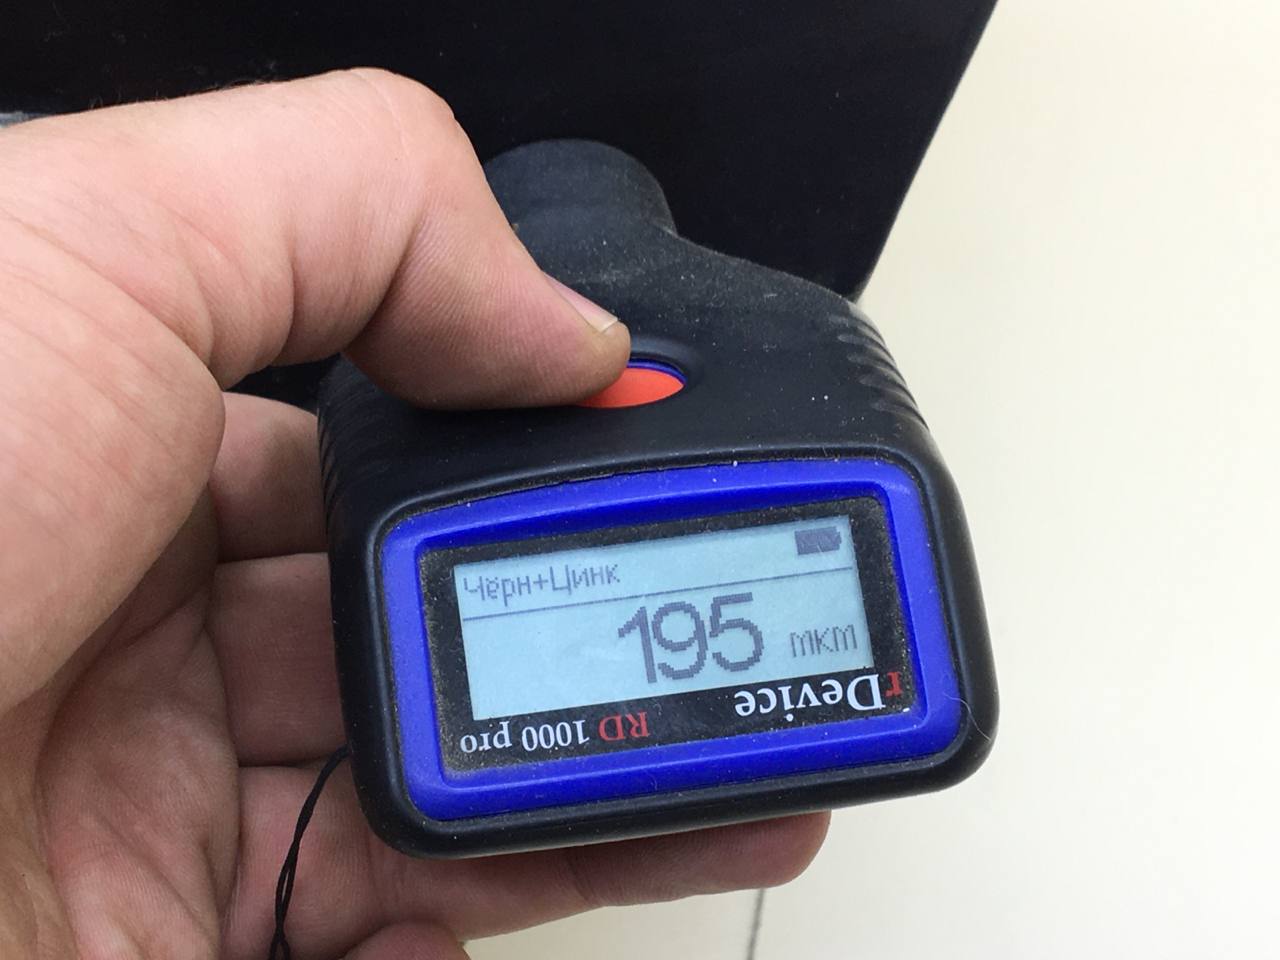 Чёрн+Цинк
195 мкм
rDevice
RD 1000 pro